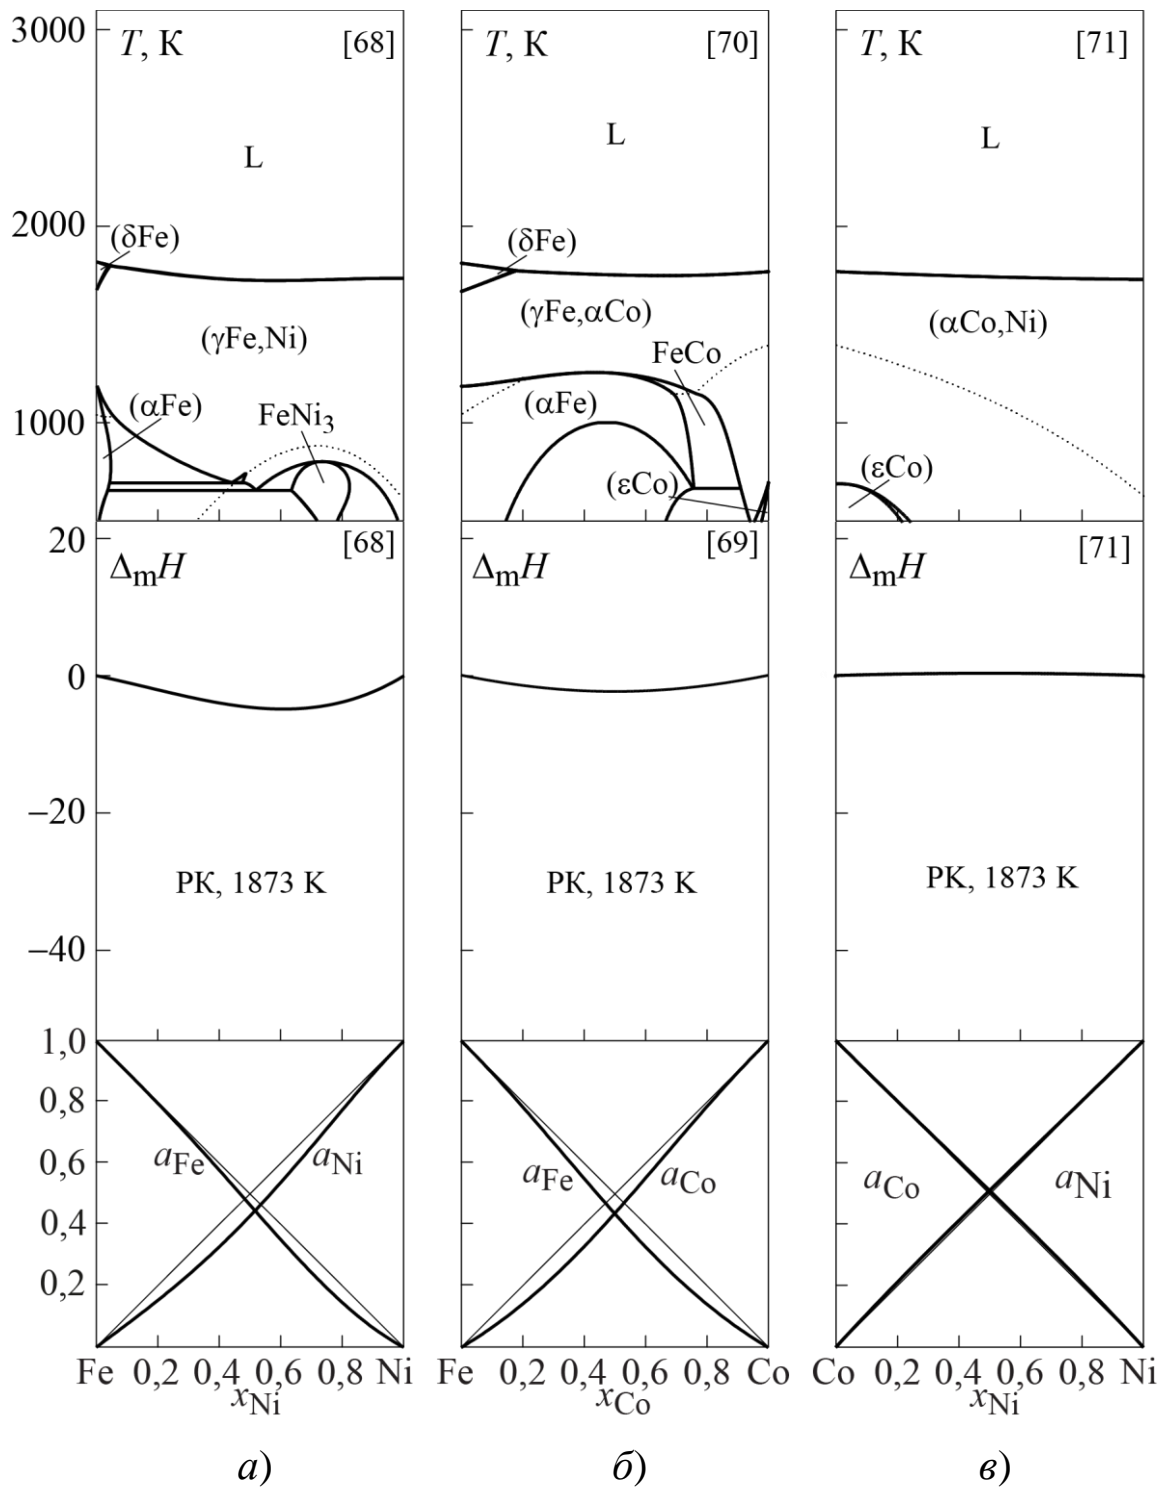 3000
T, К
[68]
L
2000
(δFe)
(γFe,Ni)
(αFe)
FeNi3
1000
T, К
[70]
L
(δFe)
(γFe,αCo)
FeCo
(αFe)
(εCo)
T, К
[71]
L
(αCo,Ni)
(εCo)
20
ΔmH
[68]
0
−20
РК, 1873 K
−40
ΔmH
[69]
РК, 1873 K
ΔmH
[71]
РК, 1873 K
1,0
0,8
0,6
0,4
0,2
aFe
aNi
Fe 0,2 0,4 0,6 0,8 Ni
xNi
aFe
aCo
Fe 0,2 0,4 0,6 0,8 Co
xCo
aCo
aNi
Co 0,2 0,4 0,6 0,8 Ni
xNi
а)
б)
в)